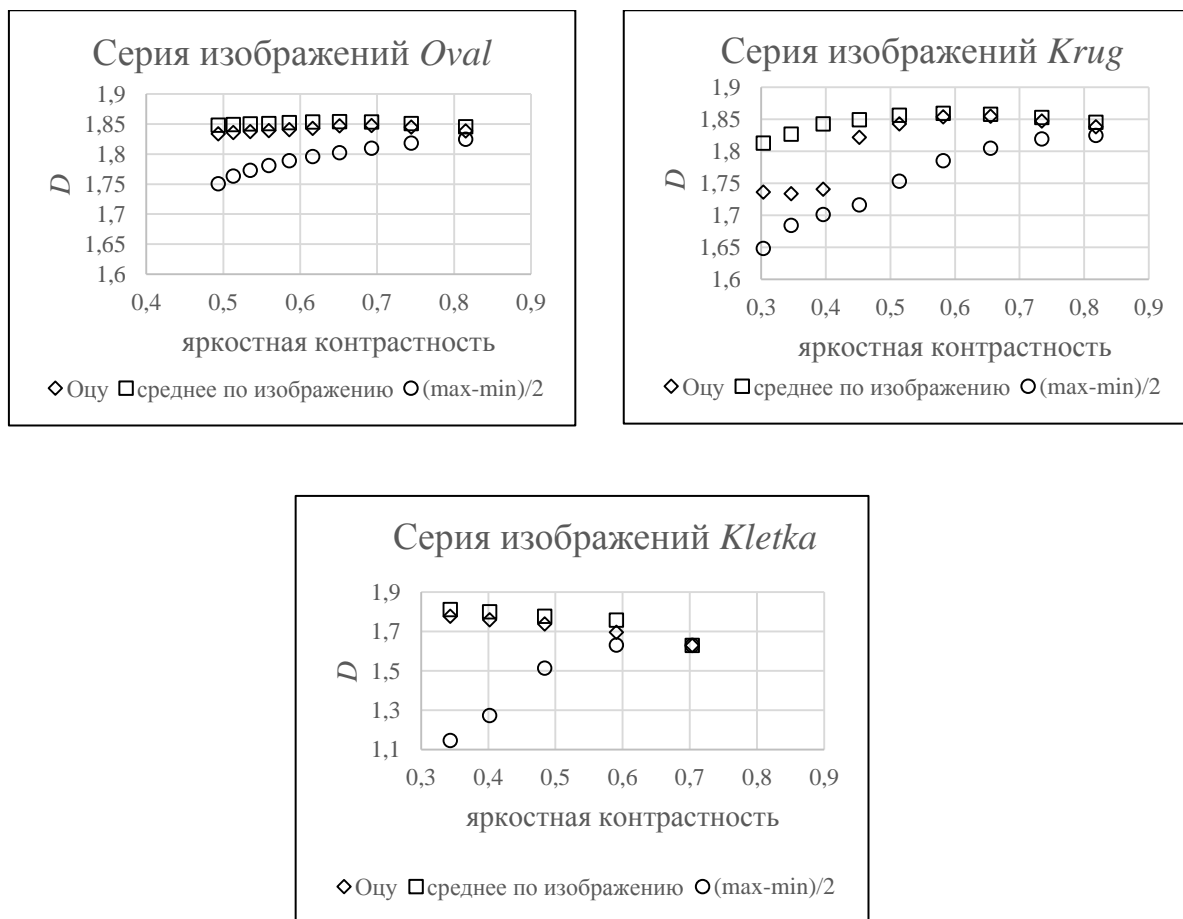 Серия изображений Oval
1,9
1,85
1,8
1,75
1,7
1,65
1,6
D
0,4 0,5 0,6 0,7 0,8 0,9
яркостная контрастность
Оцу среднее по изображению (max-min)/2
Серия изображений Krug
1,9
1,85
1,8
1,75
1,7
1,65
1,6
D
0,3 0,4 0,5 0,6 0,7 0,8 0,9
яркостная контрастность
Оцу среднее по изображению (max-min)/2
Серия изображений Kletka
1,9
1,7
1,5
1,3
1,1
D
0,3 0,4 0,5 0,6 0,7 0,8 0,9
яркостная контрастность
Оцу среднее по изображению (max-min)/2